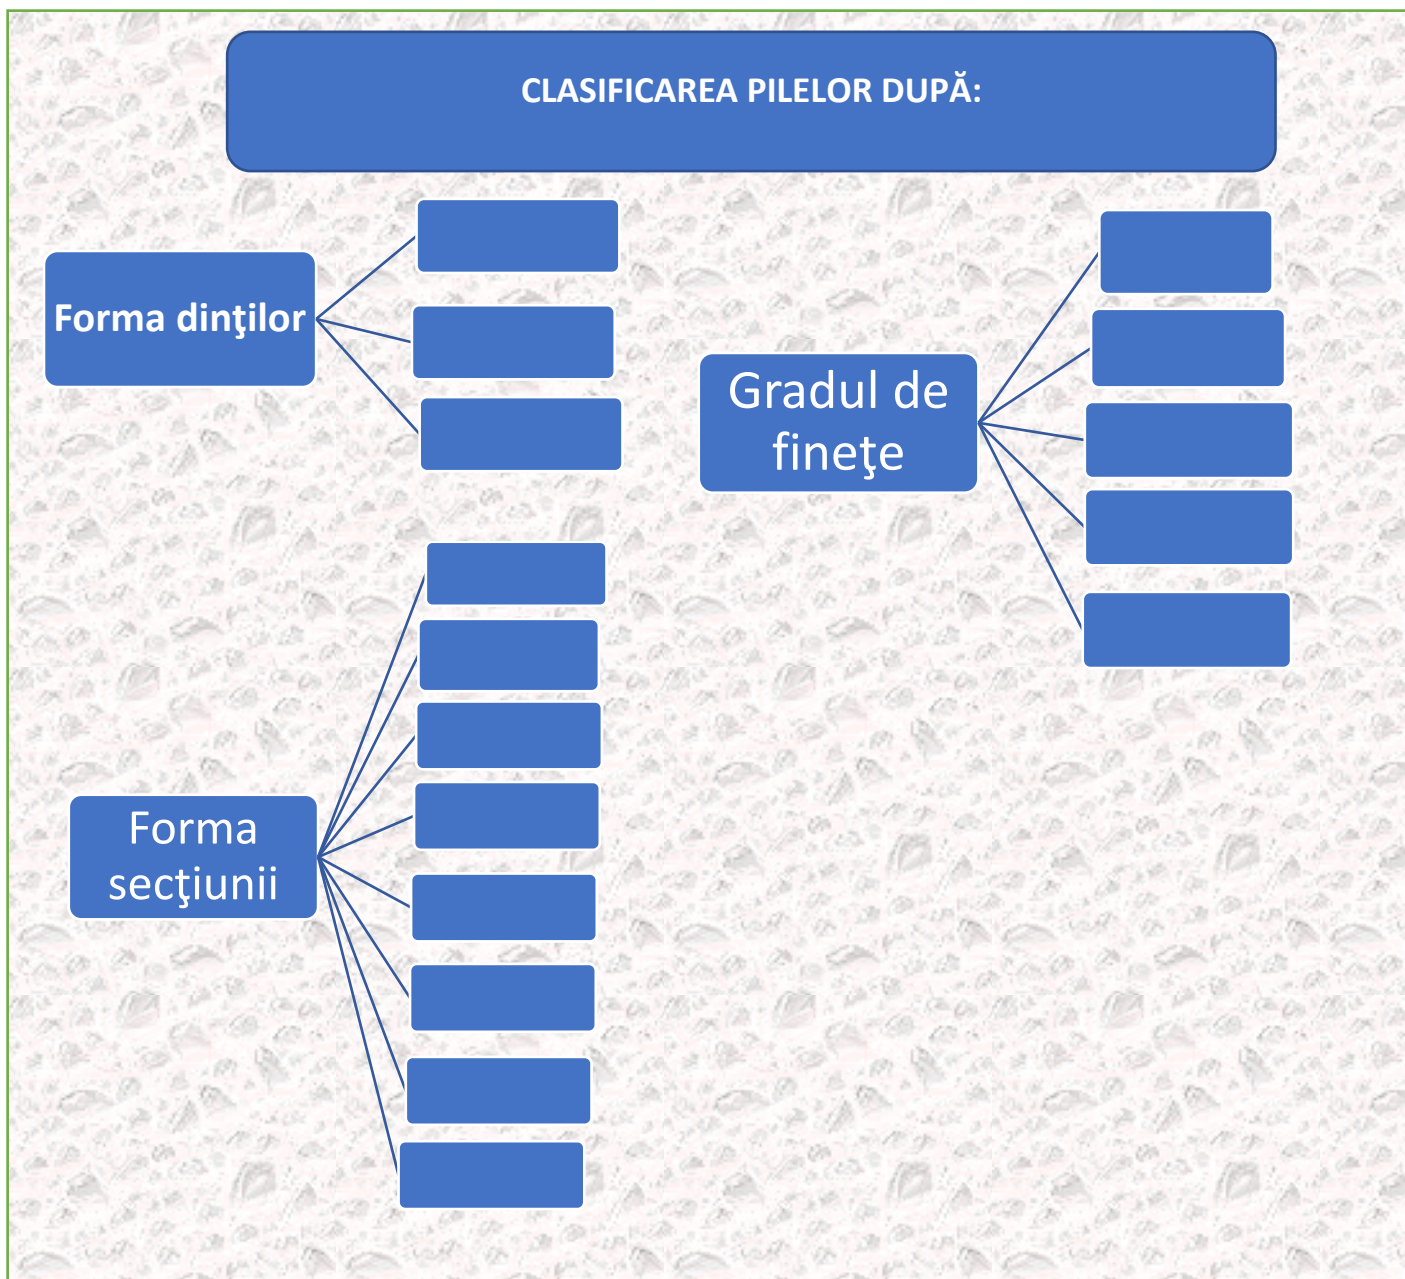 CLASIFICAREA PILELOR DUPĂ:
Forma dinţilor
Gradul de
fineţe
Forma
secţiunii